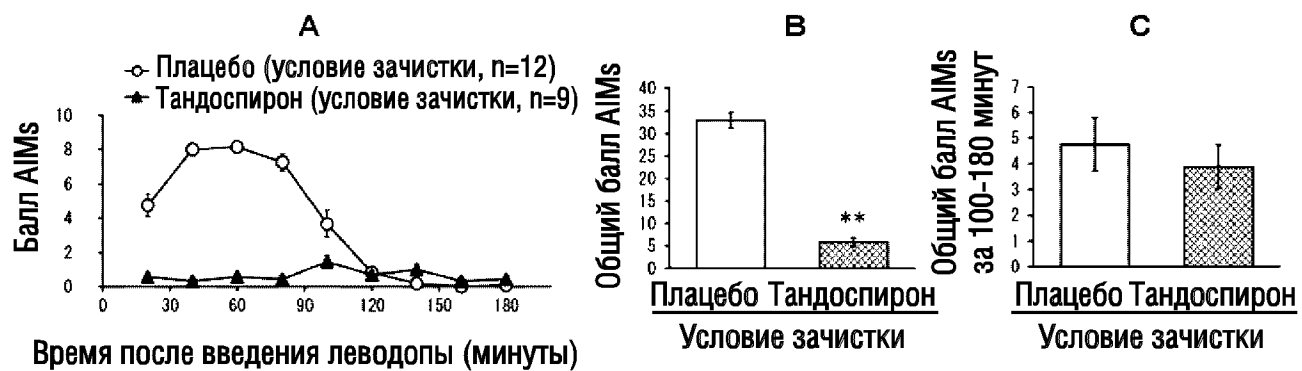 A
Плацебо (условие зачистки, n=12)
Тандоспирон (условие зачистки, n=9)
Балл AIMs
10
8
6
4
2
0
0 30 60 90 120 150 180
Время после введения леводопы (минуты)
B
Общий балл AIMs
40
35
30
25
20
15
10
5
0
**
Плацебо Тандоспирон
Условие зачистки
C
Общий балл AIMs
за 100-180 минут
7
6
5
4
3
2
1
0
Плацебо Тандоспирон
Условие зачистки